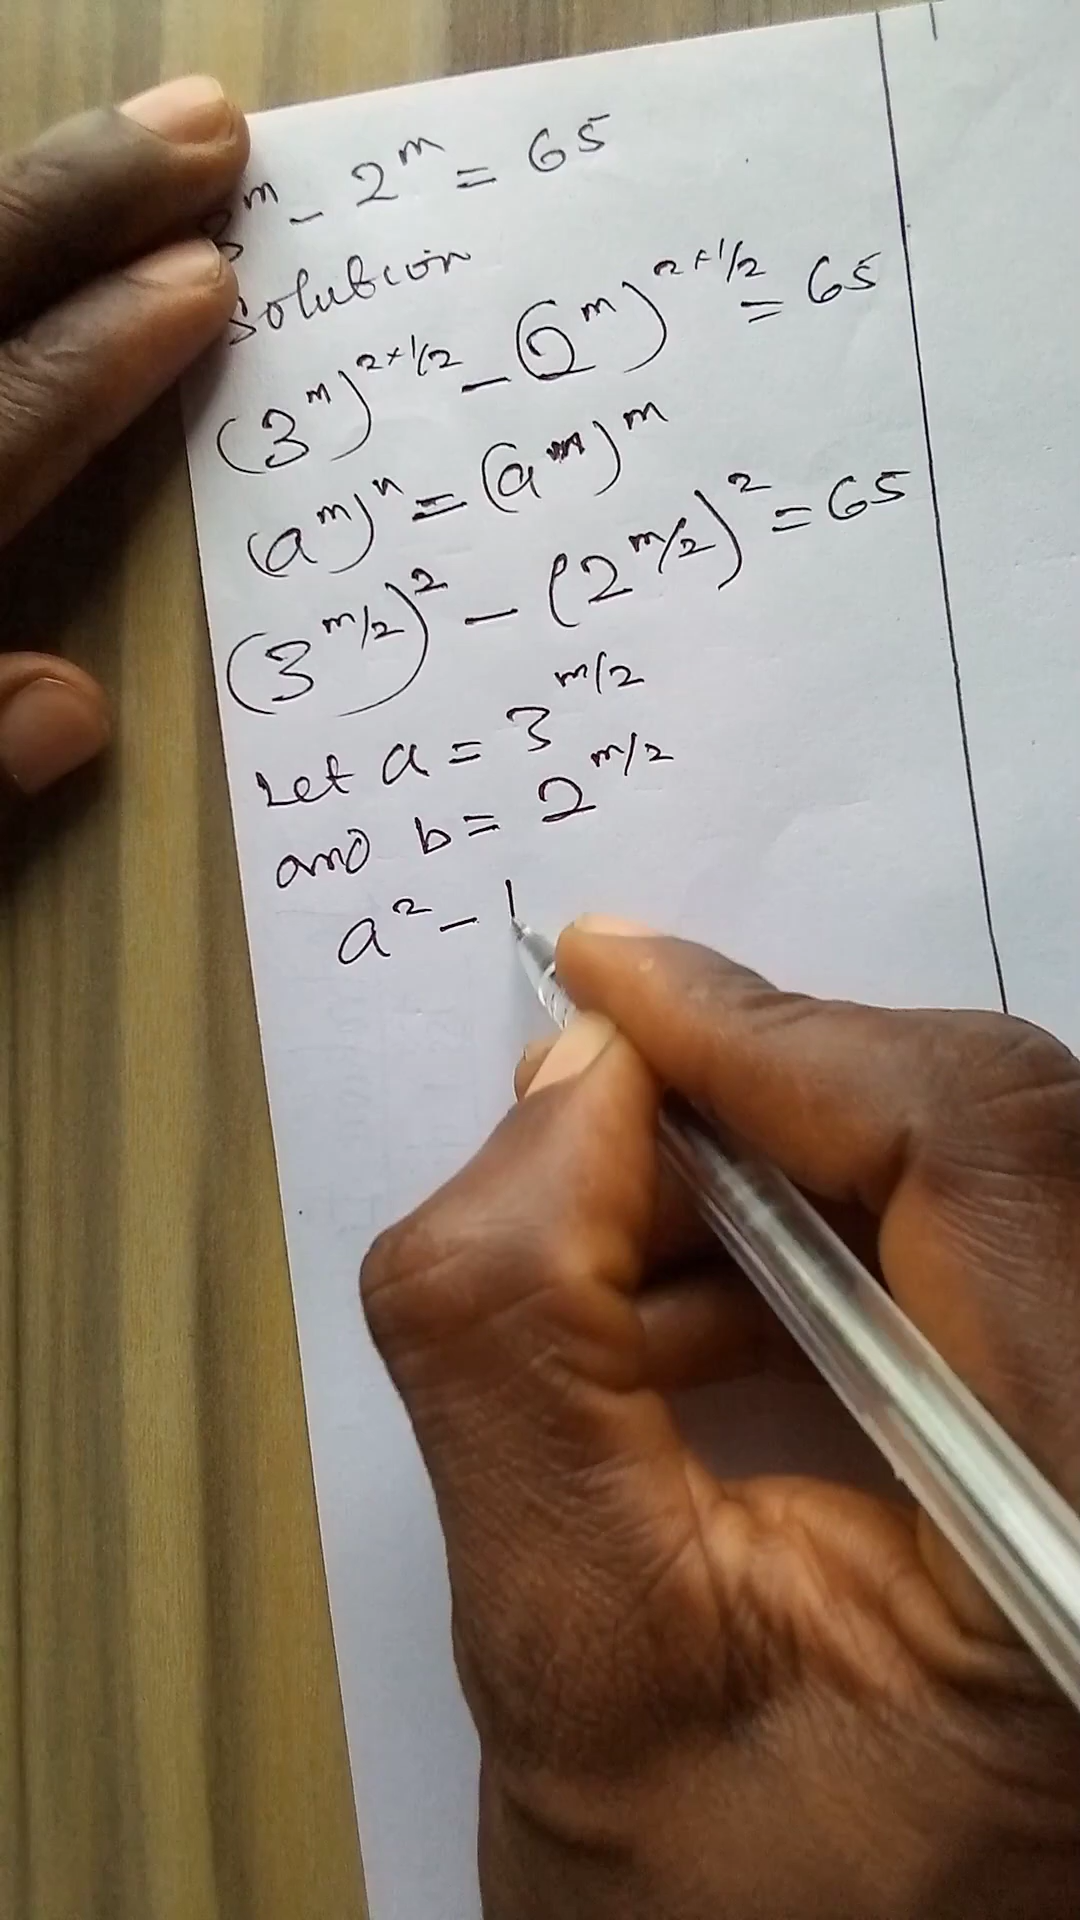 3^m - 2^m = 65
Solution
(3^m)^2×1/2 - (2^m)^2×1/2 = 65
(a^m)^n = (a^m)^m
(3^m/2)^2 - (2^m/2)^2 = 65
Let a = 3^m/2
and b = 2^m/2
a^2 -